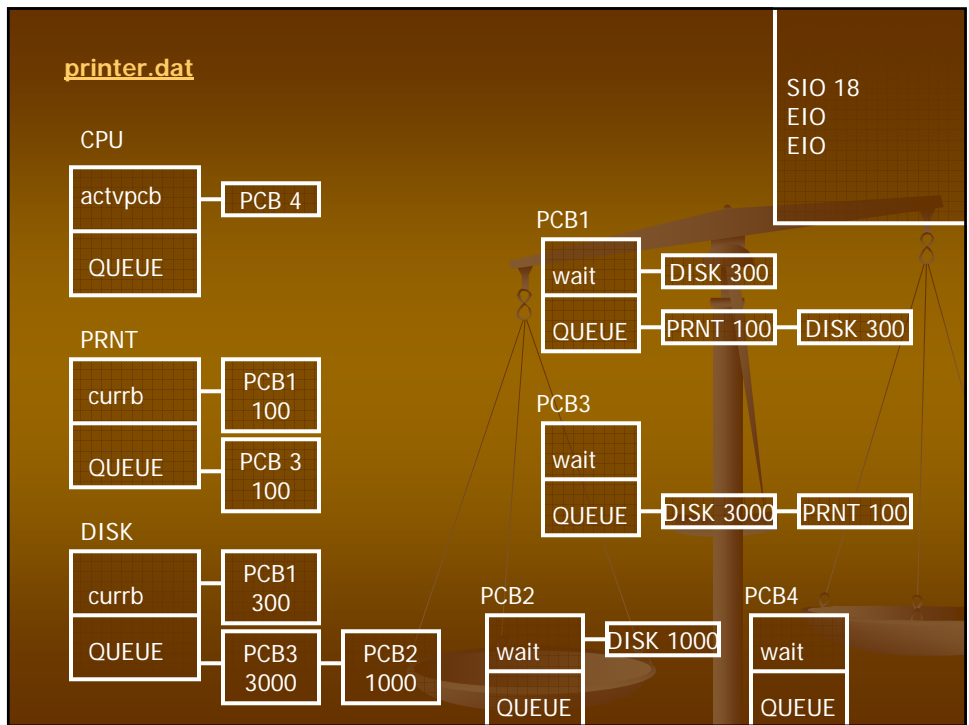 printer.dat
SIO 18
EIO
EIO
CPU
actvpcb
PCB 4
QUEUE
PRNT
currb
PCB1
100
QUEUE
PCB 3
100
DISK
currb
PCB1
300
QUEUE
PCB3
3000
PCB2
1000
PCB1
wait
DISK 300
QUEUE
PRNT 100
DISK 300
PCB3
wait
QUEUE
DISK 3000
PRNT 100
PCB2
wait
DISK 1000
QUEUE
PCB4
wait
QUEUE